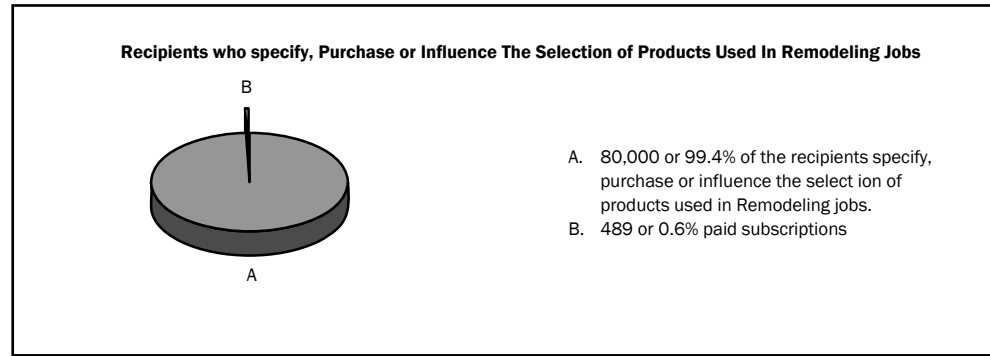 Recipients who specify, Purchase or Influence The Selection of Products Used In Remodeling Jobs
B
A. 80,000 or 99.4% of the recipients specify,
purchase or influence the select ion of
products used in Remodeling jobs.
B. 489 or 0.6% paid subscriptions
A